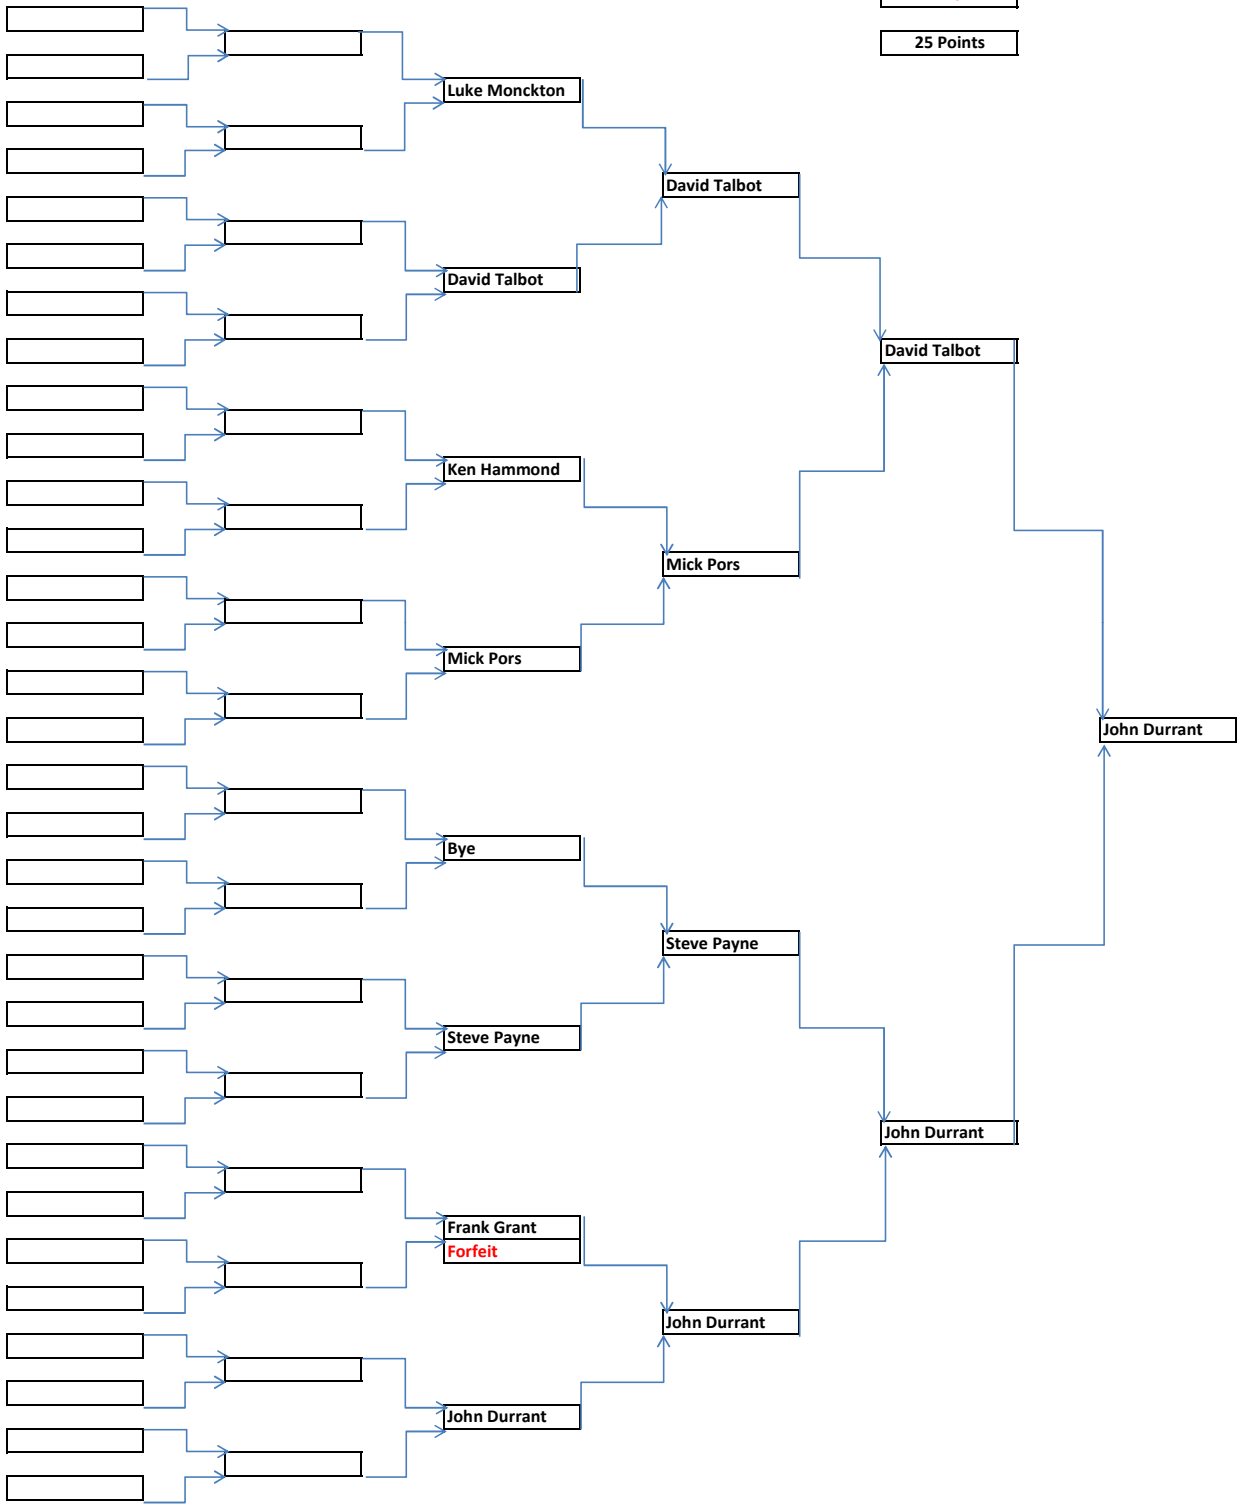 25 Points
Luke Monckton
David Talbot
David Talbot
David Talbot
Ken Hammond
Mick Pors
Mick Pors
John Durrant
Bye
Steve Payne
Steve Payne
John Durrant
Frank Grant
Forfeit
John Durrant
John Durrant